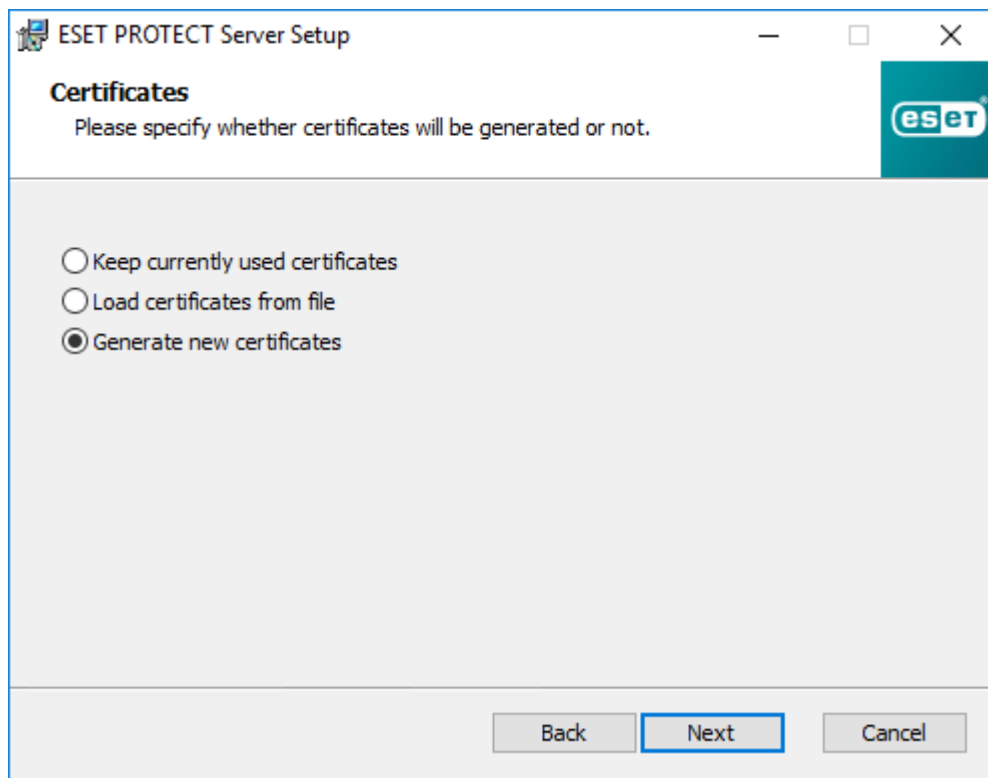 ESET PROTECT Server Setup
Certificates
Please specify whether certificates will be generated or not.
eset®
Keep currently used certificates
Load certificates from file
Generate new certificates
Back Next Cancel